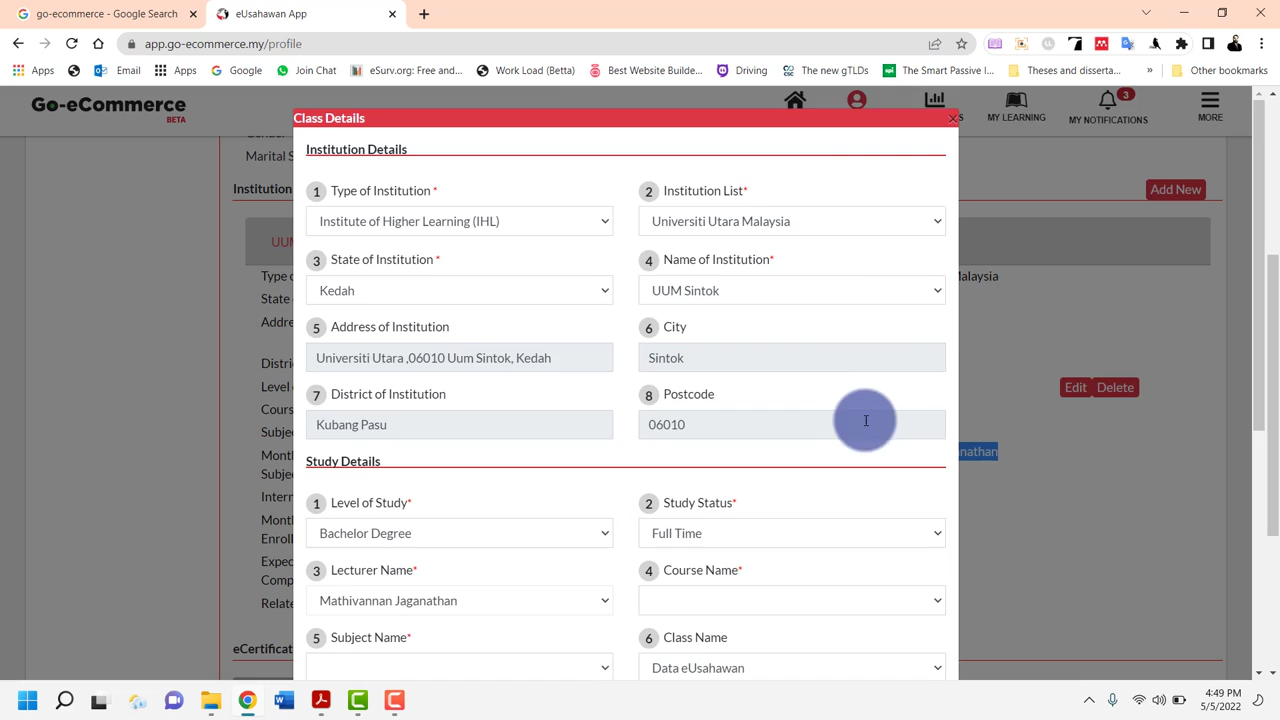 go-ecommerce - Google Search
eUsahawan App
app.go-ecommerce.my/profile
Apps
Email
Google
Join Chat
eSurv.org: Free and...
Work Load (Betta)
Best Website Builde...
Driving
The new gTLDs
The Smart Passive I...
Theses and disserta...
»
Other bookmarks
Go-eCommerce
BETA
MY LEARNING
3
MY NOTIFICATIONS
MORE
Class Details
Institution Details
1 Type of Institution *
Institute of Higher Learning (IHL)
2 Institution List*
Universiti Utara Malaysia
3 State of Institution *
Kedah
4 Name of Institution*
UUM Sintok
5 Address of Institution
Universiti Utara ,06010 Uum Sintok, Kedah
6 City
Sintok
7 District of Institution
Kubang Pasu
8 Postcode
06010
Study Details
1 Level of Study*
Bachelor Degree
2 Study Status*
Full Time
3 Lecturer Name*
Mathivannan Jaganathan
4 Course Name*
5 Subject Name*
6 Class Name
Data eUsahawan
Marital S
Institution
Add New
UUM
Type o
State o
Addre
Distri
Level
Cours
Subje
Month
Subje
Intern
Month
Enroll
Expec
Comp
Relate
eCertificat
alaysia
Edit
Delete
nathan
4:49 PM
5/5/2022